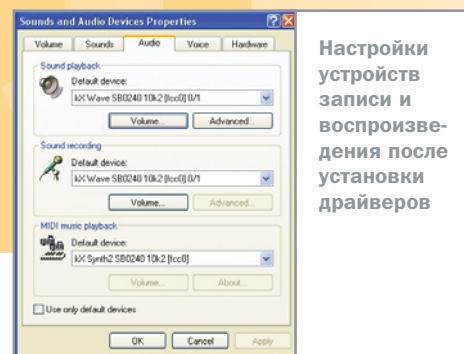 Sounds and Audio Devices Properties
Volume Sounds Audio Voice Hardware
Sound playback
Default device:
kX Wave SB0240 10k2 [fcc0] 0/1
Volume... Advanced...
Sound recording
Default device:
kX Wave SB0240 10k2 [fcc0] 0/1
Volume... Advanced...
MIDI music playback
Default device:
kX Synth2 SB0240 10k2 [fcc0]
Volume... About...
Use only default devices
OK Cancel Apply
Настройки
устройств
записи и
воспроизве-
дения после
установки
драйверов